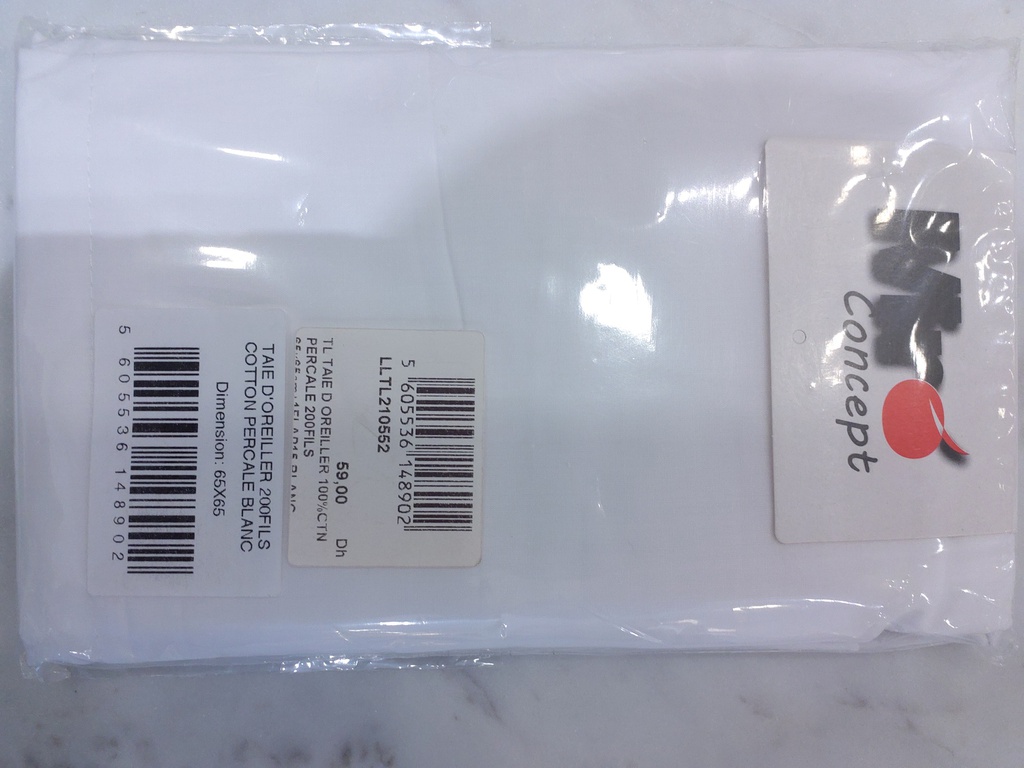 Concept
5 605536 148902
LLTL210552
59,00 Dh
TL TAIE D OREILLER 100%CTN
PERCALE 200FILS
TAIE D'OREILLER 200FILS
COTTON PERCALE BLANC
Dimension: 65X65
5 605536 148902